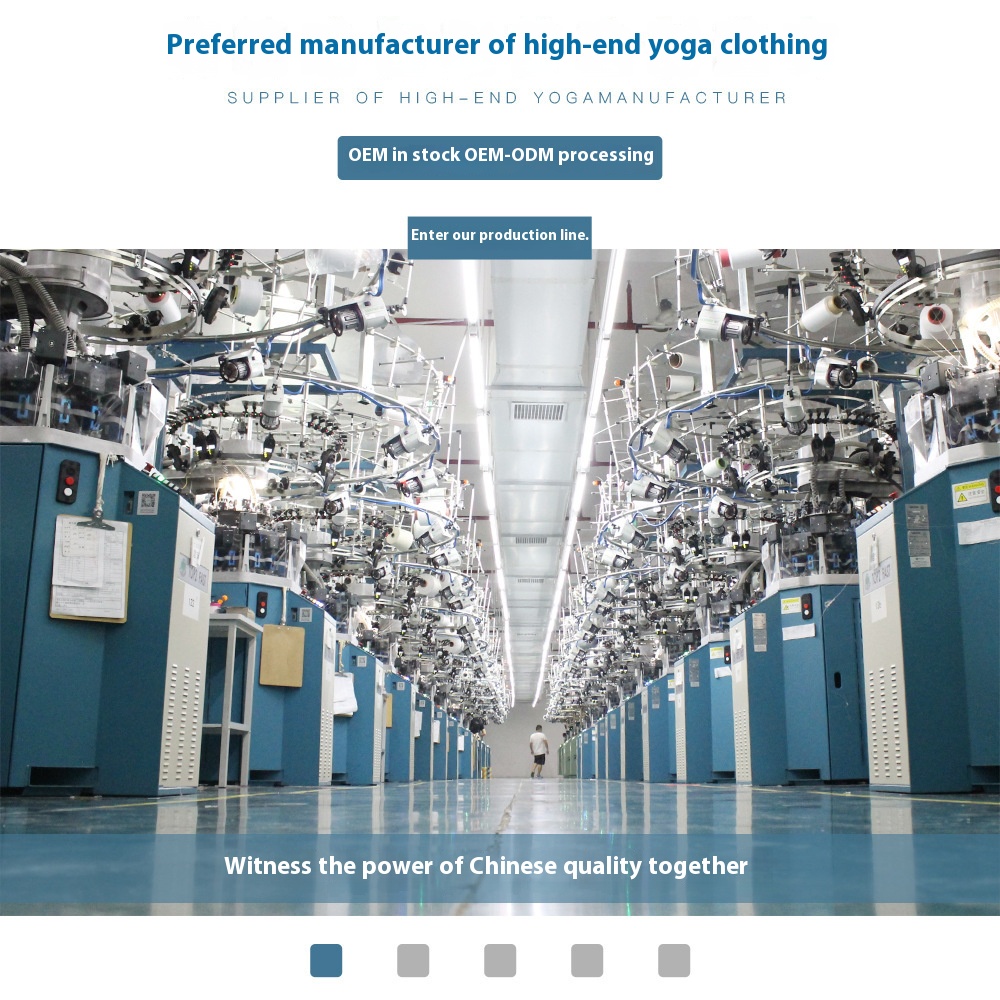 Preferred manufacturer of high-end yoga clothing
SUPPLIER OF HIGH-END YOGAMANUFACTURER
OEM in stock OEM-ODM processing
Enter our production line.
Witness the power of Chinese quality together